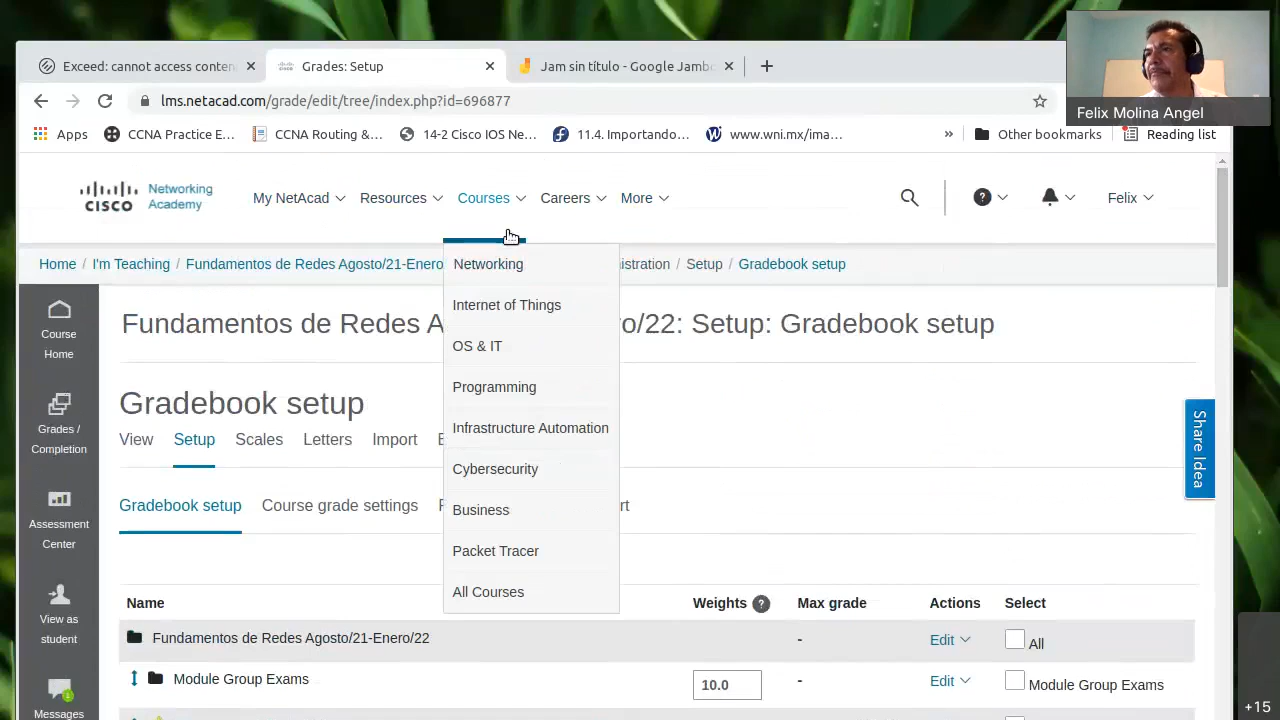 Exceed: cannot access conten
Grades: Setup
Jam sin título - Google Jambo
lms.netacad.com/grade/edit/tree/index.php?id=696877
Felix Molina Angel
Apps
CCNA Practice E...
CCNA Routing &...
14-2 Cisco IOS Ne...
11.4. Importando...
www.wni.mx/ima...
»
Other bookmarks
Reading list
CISCO
Networking
Academy
My NetAcad
Resources
Courses
Careers
More
Felix
Home / I'm Teaching / Fundamentos de Redes Agosto/21-Enero
istration / Setup / Gradebook setup
Networking
Internet of Things
OS & IT
Programming
Infrastructure Automation
Cybersecurity
Business
Packet Tracer
All Courses
Course
Home
Grades /
Completion
Assessment
Center
View as
student
Messages
1
Fundamentos de Redes A
o/22: Setup: Gradebook setup
Gradebook setup
View
Setup
Scales
Letters
Import
Gradebook setup
Course grade settings
rt
Share Idea
Name
Weights
Max grade
Actions
Select
Fundamentos de Redes Agosto/21-Enero/22
-
Edit
All
Module Group Exams
10.0
-
Edit
Module Group Exams
+15